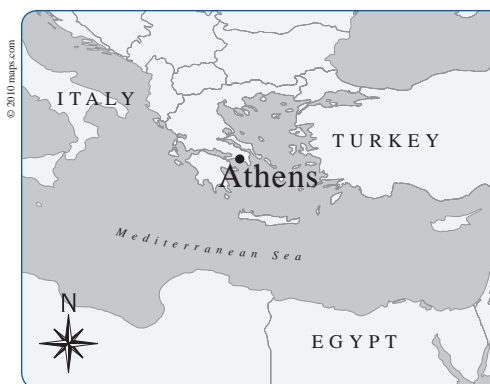 © 2010 maps.com
ITALY
TURKEY
Athens
Mediterranean Sea
N
EGYPT